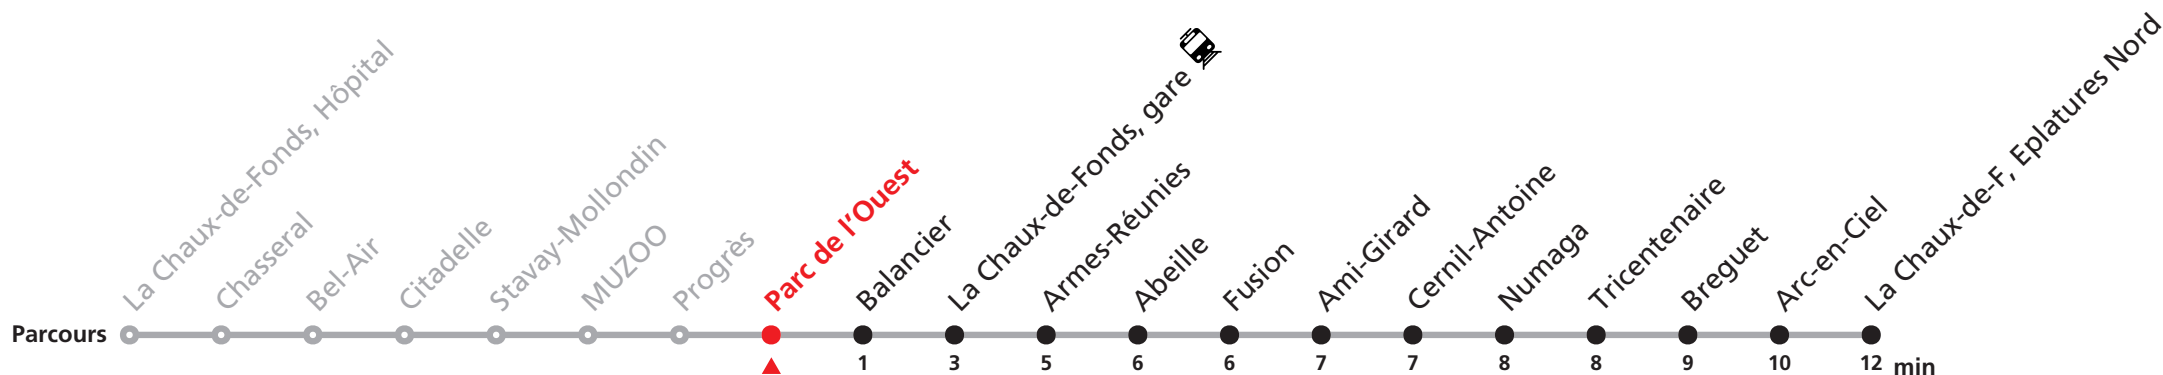 La Chaux-de-Fonds, Hôpital
Chasseral
Bel-Air
Citadelle
Stavay-Mollondin
MUZOO
Progrès
Parc de l'Ouest
Balancier
La Chaux-de-Fonds, gare
Armes-Réunies
Abeille
Fusion
Ami-Girard
Cernil-Antoine
Numaga
Tricentenaire
Breguet
Arc-en-Ciel
La Chaux-de-F, Eplatures Nord
Parcours
1 3 5 6 6 7 7 8 8 9 10 12 min